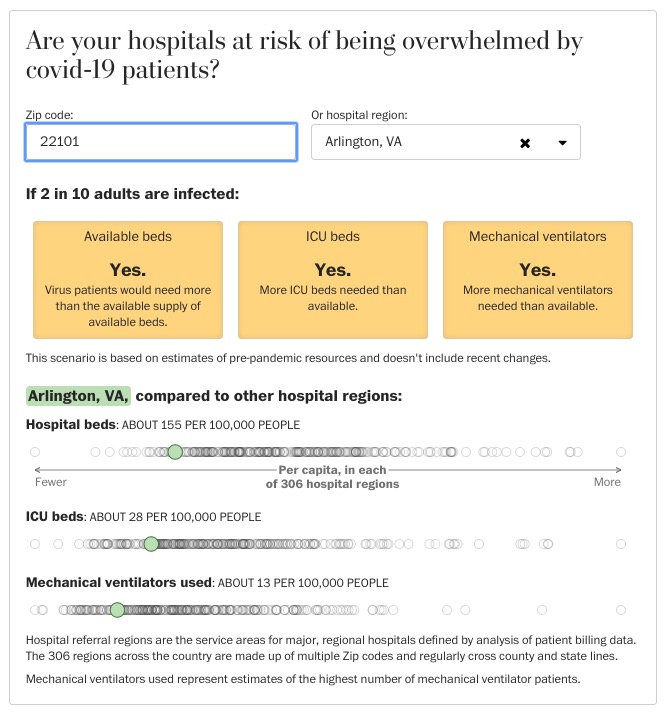 Are your hospitals at risk of being overwhelmed by
covid-19 patients?
Zip code:
Or hospital region:
22101
Arlington, VA
If 2 in 10 adults are infected:
Available beds
Yes.
Virus patients would need more
than the available supply of
available beds.
ICU beds
Yes.
More ICU beds needed than
available.
Mechanical ventilators
Yes.
More mechanical ventilators
needed than available.
This scenario is based on estimates of pre-pandemic resources and doesn't include recent changes.
Arlington, VA, compared to other hospital regions:
Hospital beds: ABOUT 155 PER 100,000 PEOPLE
Per capita, in each
of 306 hospital regions
Fewer
More
ICU beds: ABOUT 28 PER 100,000 PEOPLE
Mechanical ventilators used: ABOUT 13 PER 100,000 PEOPLE
Hospital referral regions are the service areas for major, regional hospitals defined by analysis of patient billing data.
The 306 regions across the country are made up of multiple Zip codes and regularly cross county and state lines.
Mechanical ventilators used represent estimates of the highest number of mechanical ventilator patients.